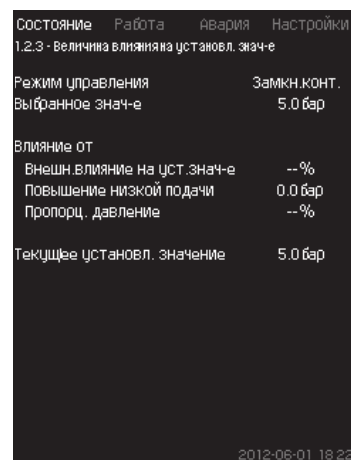 Состояние Работа Авария Настройки
1.2.3 - Величина влияния на установл. знач-е
Режим управления Замкн.конт.
Выбранное знач-е 5.0 бар
Влияние от
Внешн.влияние на уст.знач-е --%
Повышение низкой подачи 0.0 бар
Пропорц. давление --%
Текущее установл. значение 5.0 бар
2012-06-01 18:22